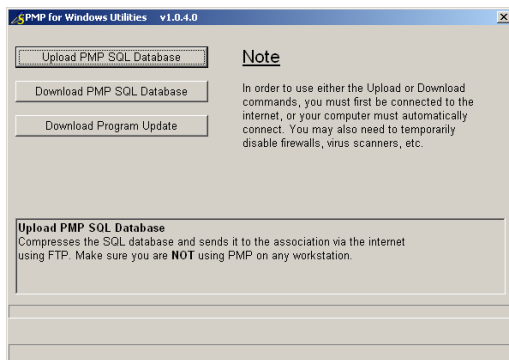 PMP for Windows Utilities v1.0.4.0
Upload PMP SQL Database
Download PMP SQL Database
Download Program Update
Note
In order to use either the Upload or Download
commands, you must first be connected to the
internet, or your computer must automatically
connect. You may also need to temporarily
disable firewalls, virus scanners, etc.
Upload PMP SQL Database
Compresses the SQL database and sends it to the association via the internet
using FTP. Make sure you are NOT using PMP on any workstation.